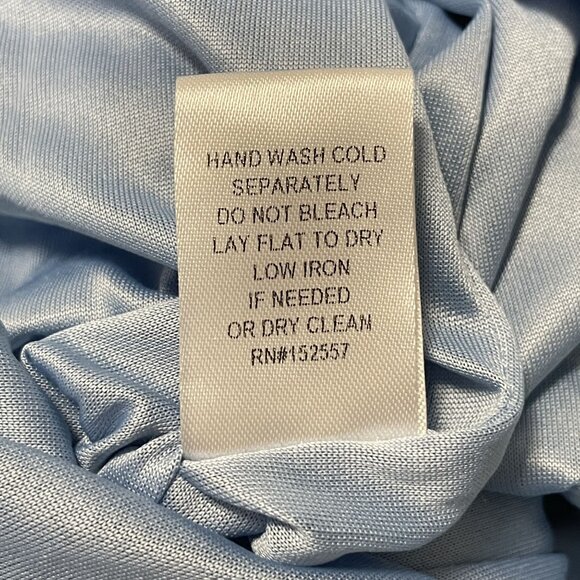 HAND WASH COLD
SEPARATELY
DO NOT BLEACH
LAY FLAT TO DRY
LOW IRON
IF NEEDED
OR DRY CLEAN
RN#152557